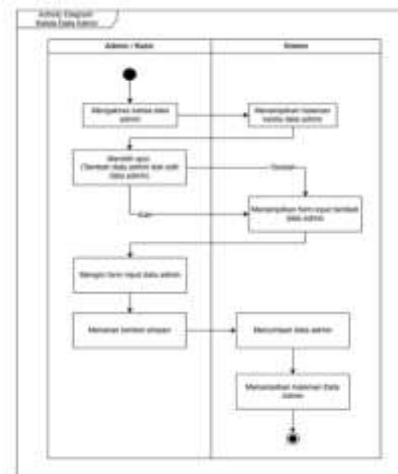 Activity Diagram
Kelola Data Admin
Admin / Kasir
Sistem
Mengakses kelola data
admin
Menampilkan halaman
kelola data admin
Memilih opsi
(Tambah data admin dan edit
data admin)
Tambah
Edit
Menampilkan form input tambah
data admin
Mengisi form input data admin
Menekan tombol simpan
Menyimpan data admin
Menampilkan halaman Data
Admin